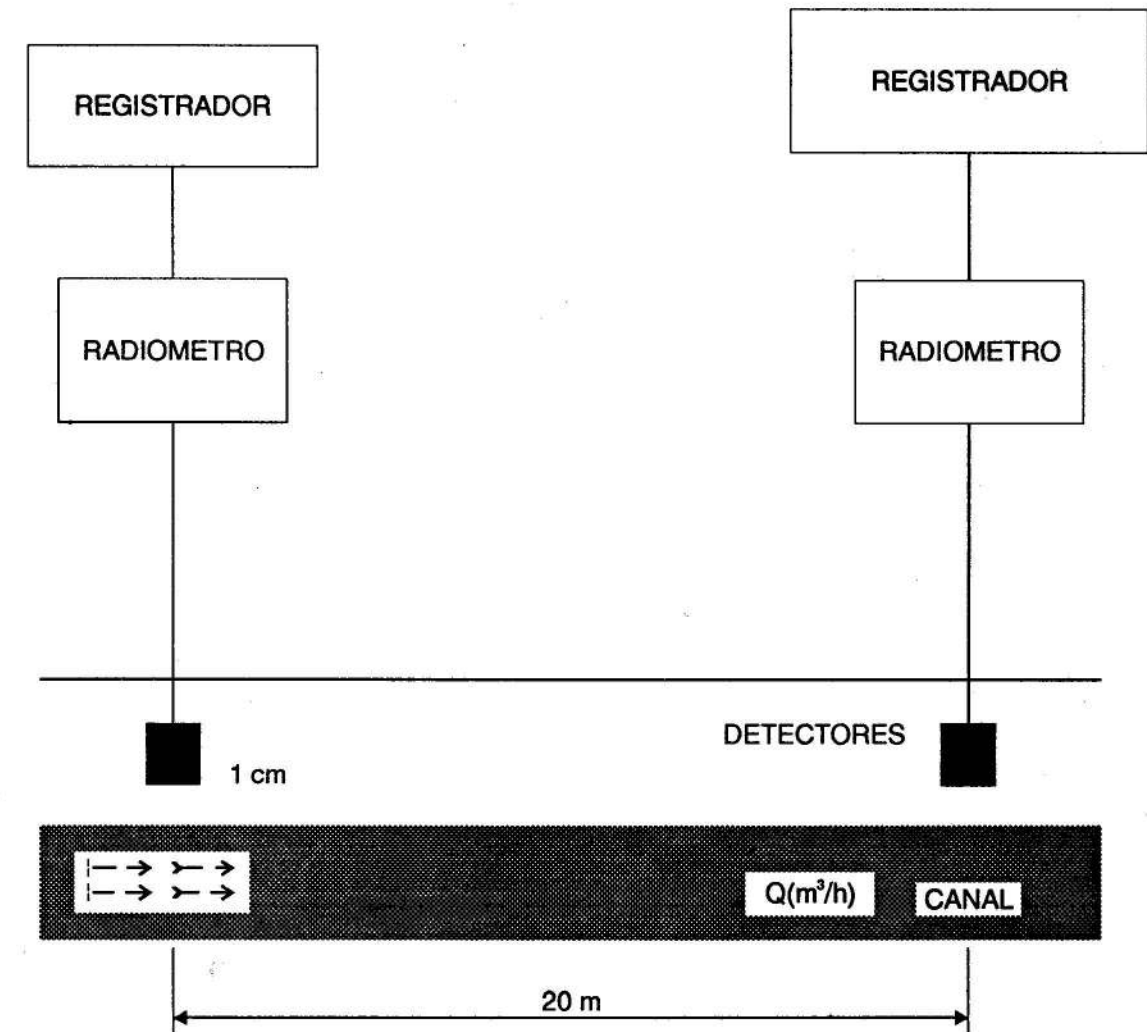 REGISTRADOR
REGISTRADOR
RADIOMETRO
RADIOMETRO
DETECTORES
1 cm
Q(m³/h)
CANAL
20 m